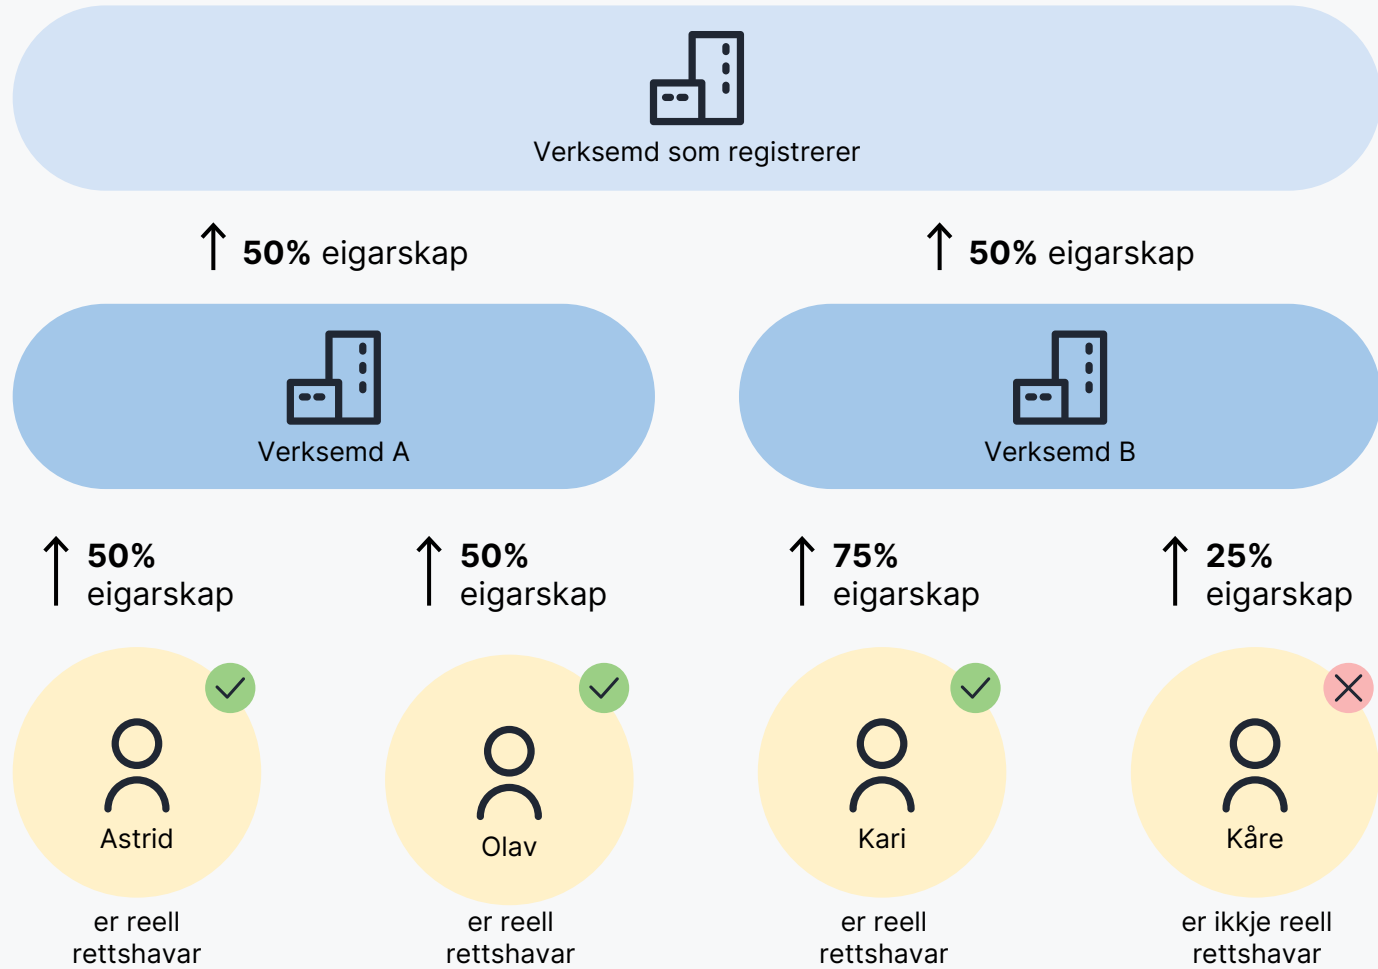 Verksemd som registrerer
50% eigarskap
50% eigarskap
Verksemd A
Verksemd B
50%
eigarskap
50%
eigarskap
75%
eigarskap
25%
eigarskap
Astrid
Olav
Kari
Kåre
er reell
rettshavar
er reell
rettshavar
er reell
rettshavar
er ikkje reell
rettshavar